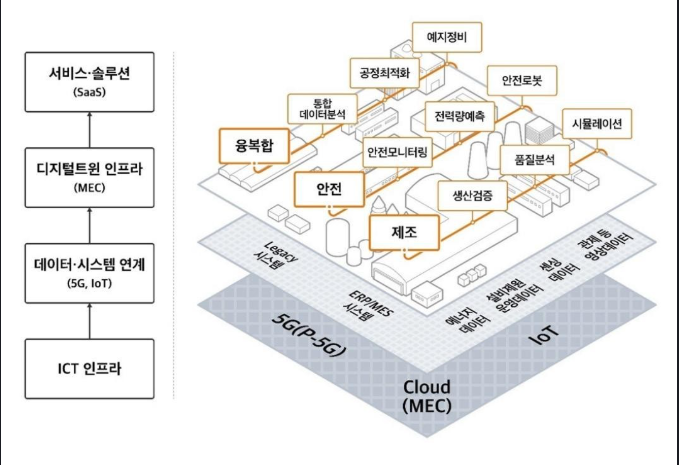 서비스·솔루션
(SaaS)
디지털트윈 인프라
(MEC)
데이터·시스템 연계
(5G, IoT)
ICT 인프라
예지정비
공정최적화
통합
데이터분석
융복합
안전로봇
전력량예측
안전모니터링
안전
시뮬레이션
품질분석
생산검증
제조
Legacy
시스템
ERP/MES
시스템
에너지
데이터
설비제원
운영데이터
센싱
데이터
관제 등
영상데이터
5G(P-5G)
Cloud
(MEC)
IoT